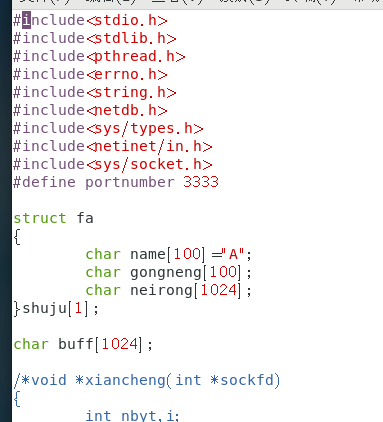 #include<stdio.h>
#include<stdlib.h>
#include<pthread.h>
#include<errno.h>
#include<string.h>
#include<netdb.h>
#include<sys/types.h>
#include<netinet/in.h>
#include<sys/socket.h>
#define portnumber 3333
struct fa
{
char name[100]="A";
char gongneng[100];
char neirong[1024];
}shuju[1];
char buff[1024];
/*void *xiancheng(int *sockfd)
{
int nbyt,i;